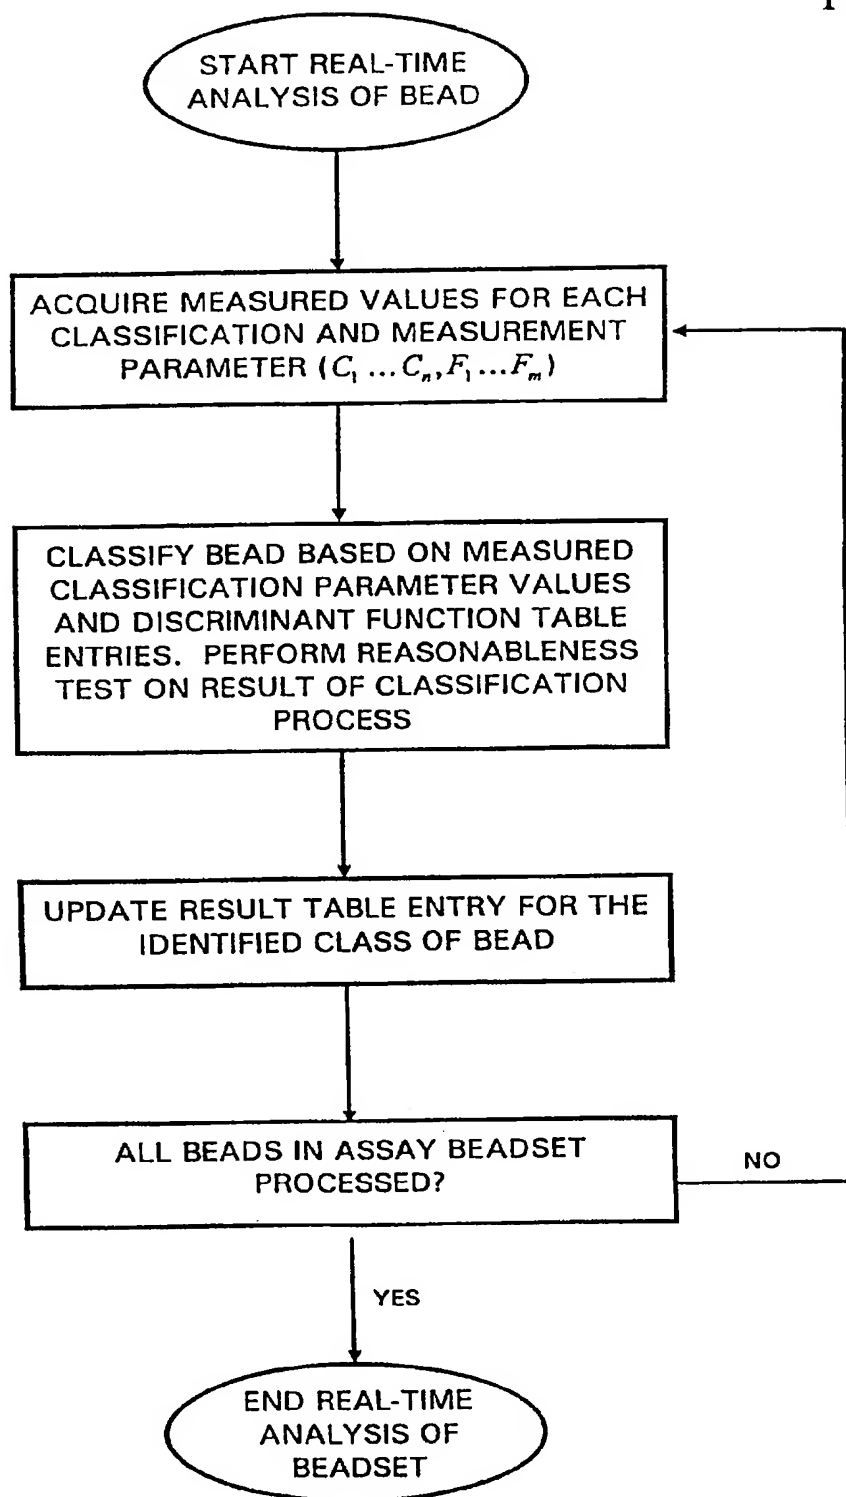 START REAL-TIME
ANALYSIS OF BEAD
ACQUIRE MEASURED VALUES FOR EACH
CLASSIFICATION AND MEASUREMENT
PARAMETER (C₁ ... Cₙ, F₁ ... Fₘ)
CLASSIFY BEAD BASED ON MEASURED
CLASSIFICATION PARAMETER VALUES
AND DISCRIMINANT FUNCTION TABLE
ENTRIES. PERFORM REASONABLENESS
TEST ON RESULT OF CLASSIFICATION
PROCESS
UPDATE RESULT TABLE ENTRY FOR THE
IDENTIFIED CLASS OF BEAD
ALL BEADS IN ASSAY BEADSET
PROCESSED?
NO
YES
END REAL-TIME
ANALYSIS OF
BEADSET